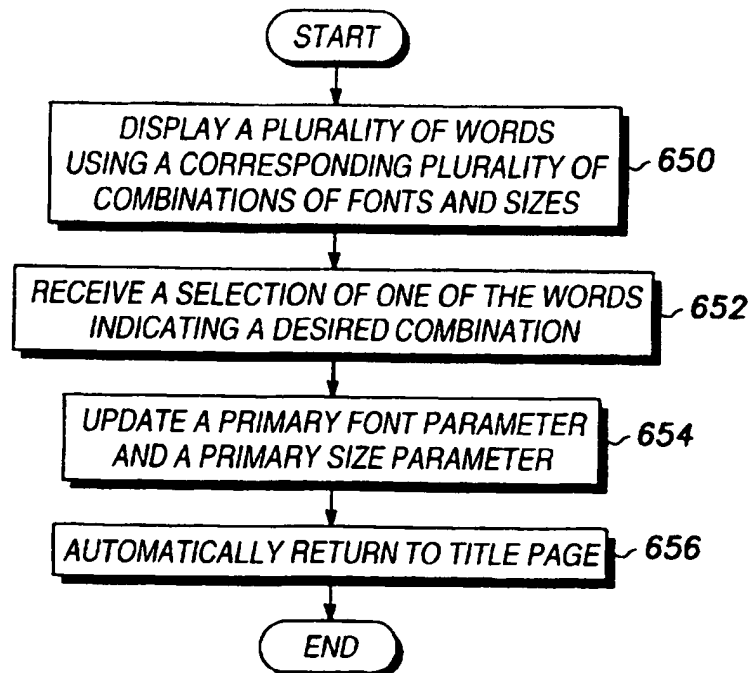 START
DISPLAY A PLURALITY OF WORDS
USING A CORRESPONDING PLURALITY OF
COMBINATIONS OF FONTS AND SIZES
650
RECEIVE A SELECTION OF ONE OF THE WORDS
INDICATING A DESIRED COMBINATION
652
UPDATE A PRIMARY FONT PARAMETER
AND A PRIMARY SIZE PARAMETER
654
AUTOMATICALLY RETURN TO TITLE PAGE
656
END